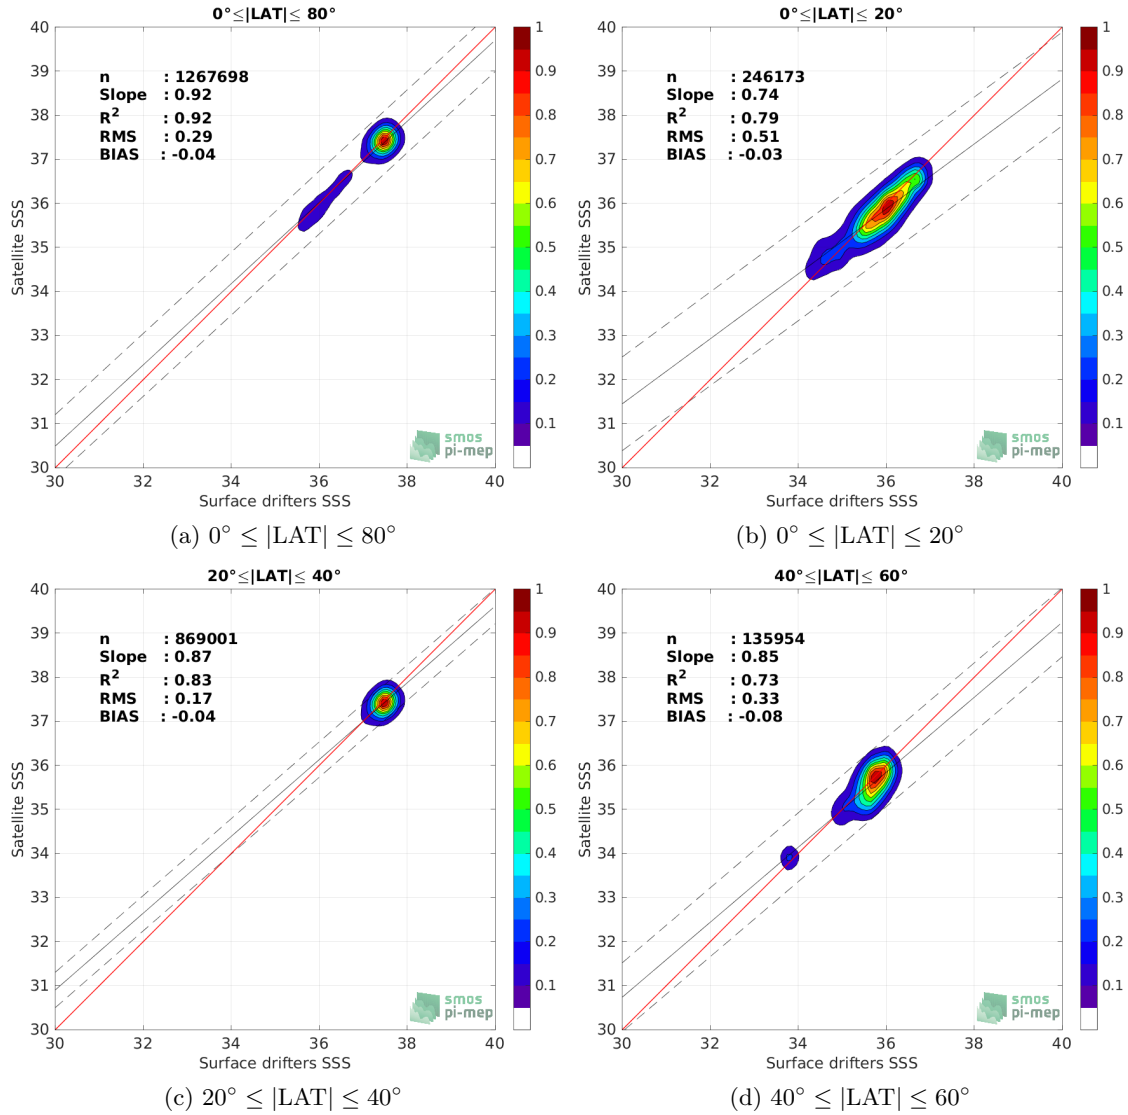 0°≤|LAT|≤ 80°
n : 1267698
Slope : 0.92
R² : 0.92
RMS : 0.29
BIAS : -0.04
Satellite SSS
40
39
38
37
36
35
34
33
32
31
30
30 32 34 36 38 40
Surface drifters SSS
1
0.9
0.8
0.7
0.6
0.5
0.4
0.3
0.2
0.1
smos
pi-mep
(a) 0° ≤ |LAT| ≤ 80°
0°≤|LAT|≤ 20°
n : 246173
Slope : 0.74
R² : 0.79
RMS : 0.51
BIAS : -0.03
Satellite SSS
40
39
38
37
36
35
34
33
32
31
30
30 32 34 36 38 40
Surface drifters SSS
1
0.9
0.8
0.7
0.6
0.5
0.4
0.3
0.2
0.1
smos
pi-mep
(b) 0° ≤ |LAT| ≤ 20°
20°≤|LAT|≤ 40°
n : 869001
Slope : 0.87
R² : 0.83
RMS : 0.17
BIAS : -0.04
Satellite SSS
40
39
38
37
36
35
34
33
32
31
30
30 32 34 36 38 40
Surface drifters SSS
1
0.9
0.8
0.7
0.6
0.5
0.4
0.3
0.2
0.1
smos
pi-mep
(c) 20° ≤ |LAT| ≤ 40°
40°≤|LAT|≤ 60°
n : 135954
Slope : 0.85
R² : 0.73
RMS : 0.33
BIAS : -0.08
Satellite SSS
40
39
38
37
36
35
34
33
32
31
30
30 32 34 36 38 40
Surface drifters SSS
1
0.9
0.8
0.7
0.6
0.5
0.4
0.3
0.2
0.1
smos
pi-mep
(d) 40° ≤ |LAT| ≤ 60°